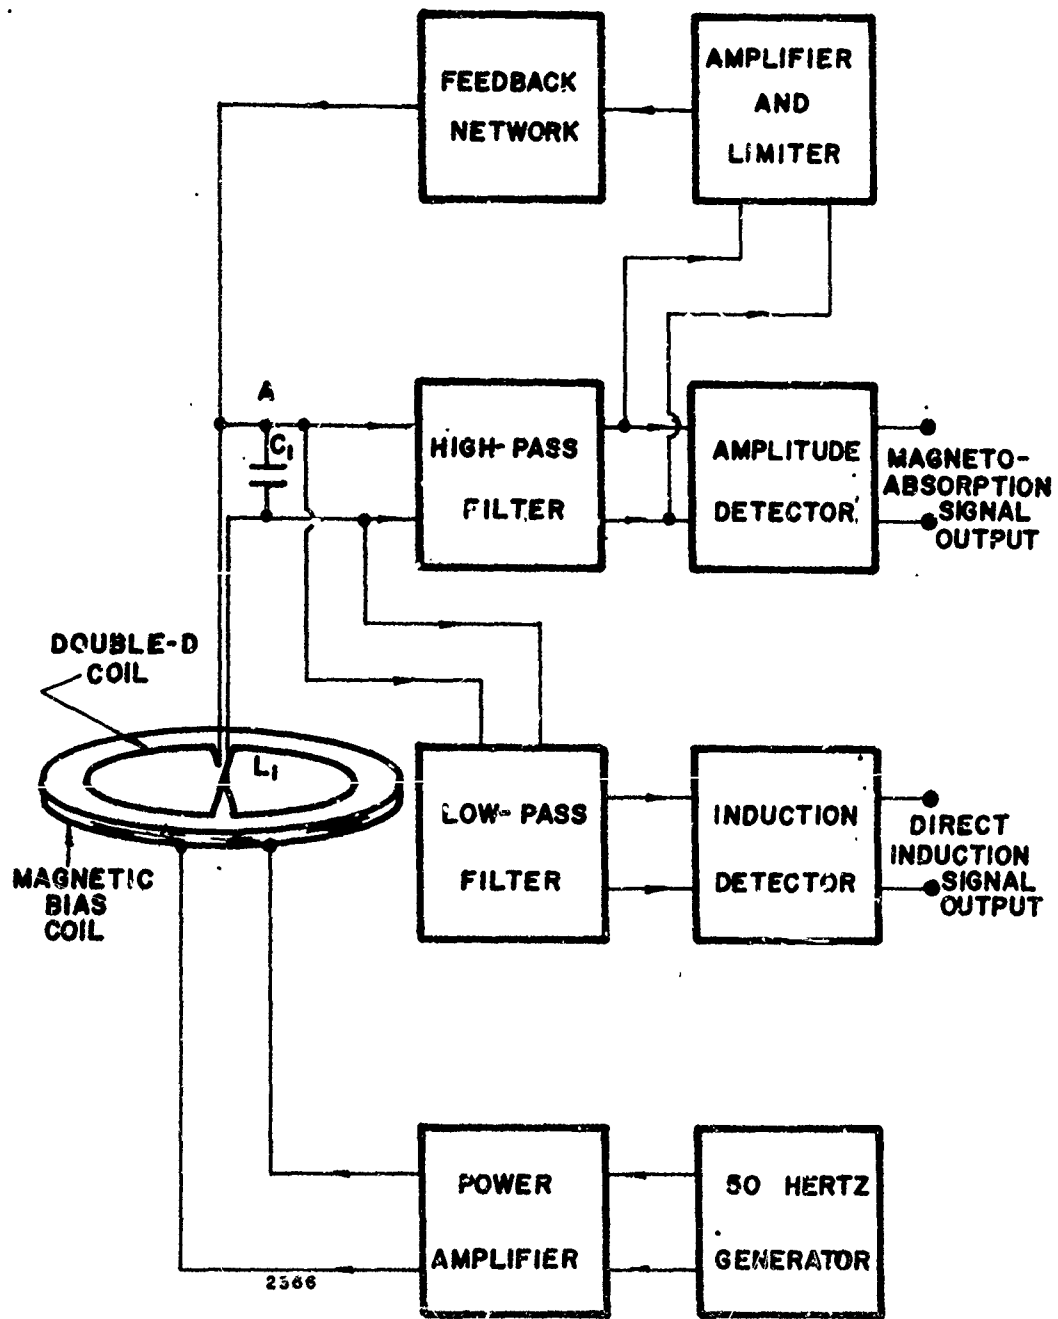 FEEDBACK
NETWORK
AMPLIFIER
AND
LIMITER
A
C1
HIGH-PASS
FILTER
AMPLITUDE
DETECTOR
MAGNETO-
ABSORPTION
SIGNAL
OUTPUT
DOUBLE-D
COIL
L1
MAGNETIC
BIAS
COIL
LOW-PASS
FILTER
INDUCTION
DETECTOR
DIRECT
INDUCTION
SIGNAL
OUTPUT
POWER
AMPLIFIER
50 HERTZ
GENERATOR
2366